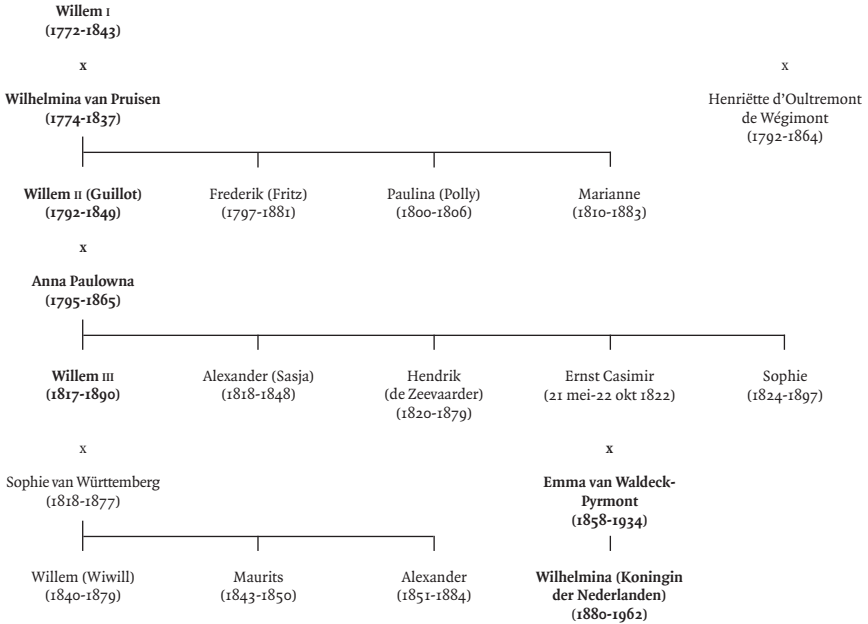 Willem I
(1772-1843)
x
x
Wilhelmina van Pruisen
(1774-1837)
Henriëtte d'Oultremont
de Wégimont
(1792-1864)
Willem II (Guillot)
(1792-1849)
Frederik (Fritz)
(1797-1881)
Paulina (Polly)
(1800-1806)
Marianne
(1810-1883)
x
Anna Paulowna
(1795-1865)
Willem III
(1817-1890)
Alexander (Sasja)
(1818-1848)
Hendrik
(de Zeevaarder)
(1820-1879)
Ernst Casimir
(21 mei-22 okt 1822)
Sophie
(1824-1897)
x
x
Sophie van Württemberg
(1818-1877)
Emma van Waldeck-
Pyrmont
(1858-1934)
Willem (Wiwill)
(1840-1879)
Maurits
(1843-1850)
Alexander
(1851-1884)
Wilhelmina (Koningin
der Nederlanden)
(1880-1962)